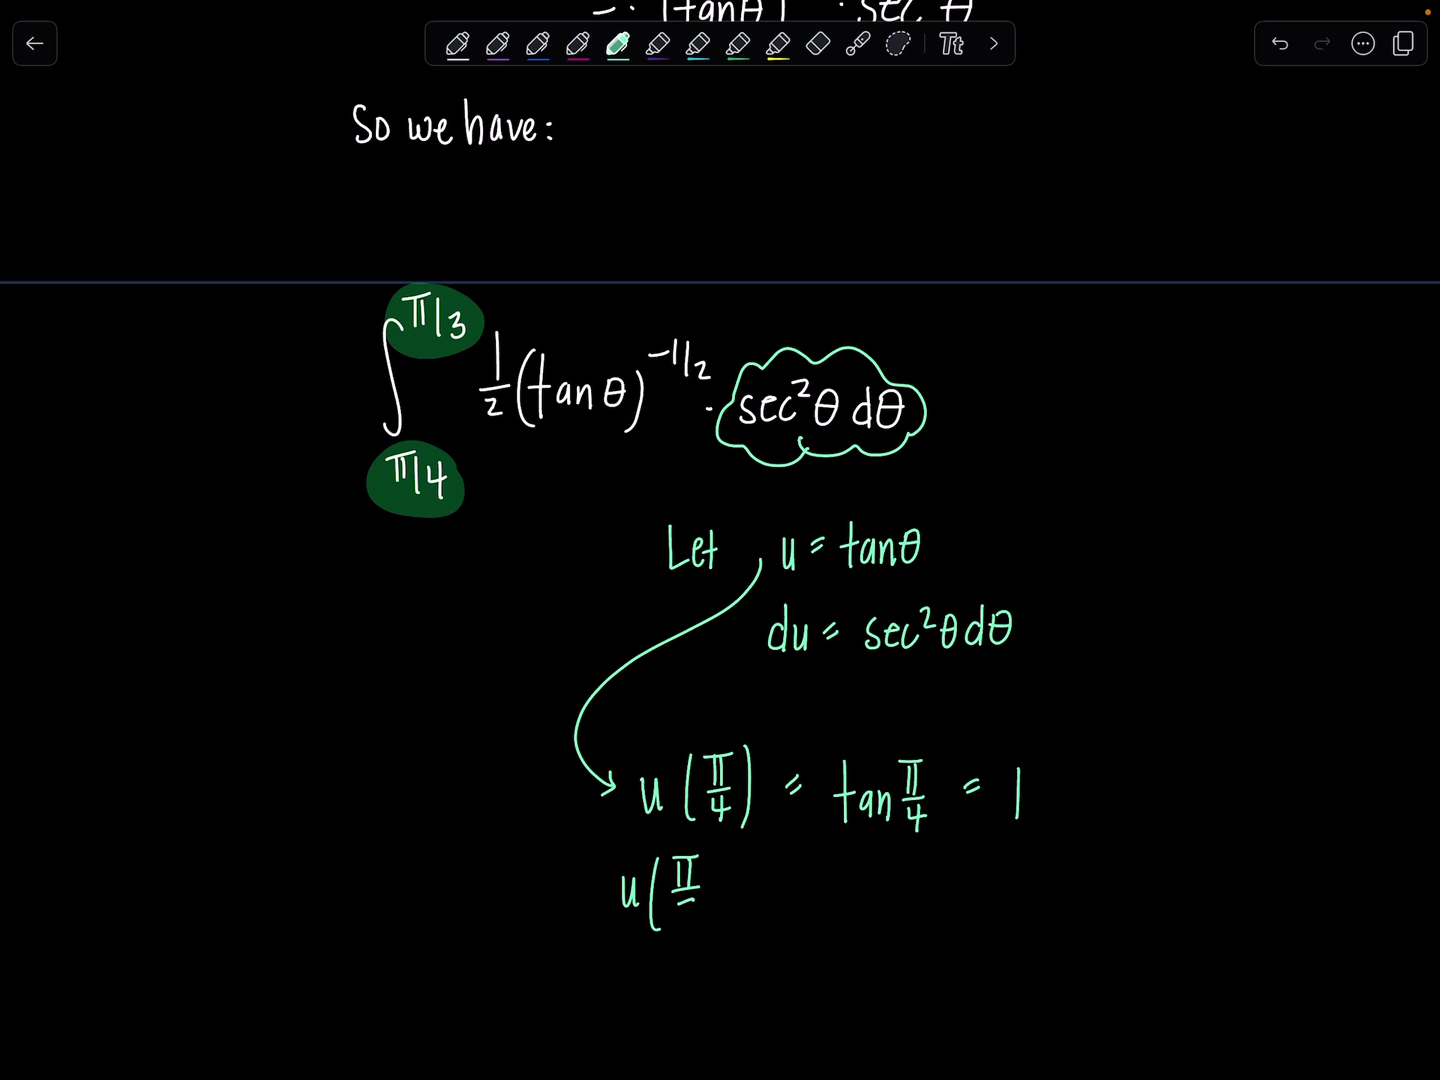 So we have:
∫ π/3 π/4 1/2 (tan θ)^-1/2 · sec²θ dθ
Let u = tanθ
du = sec²θ dθ
u(π/4) = tan π/4 = 1
u(π
Tt